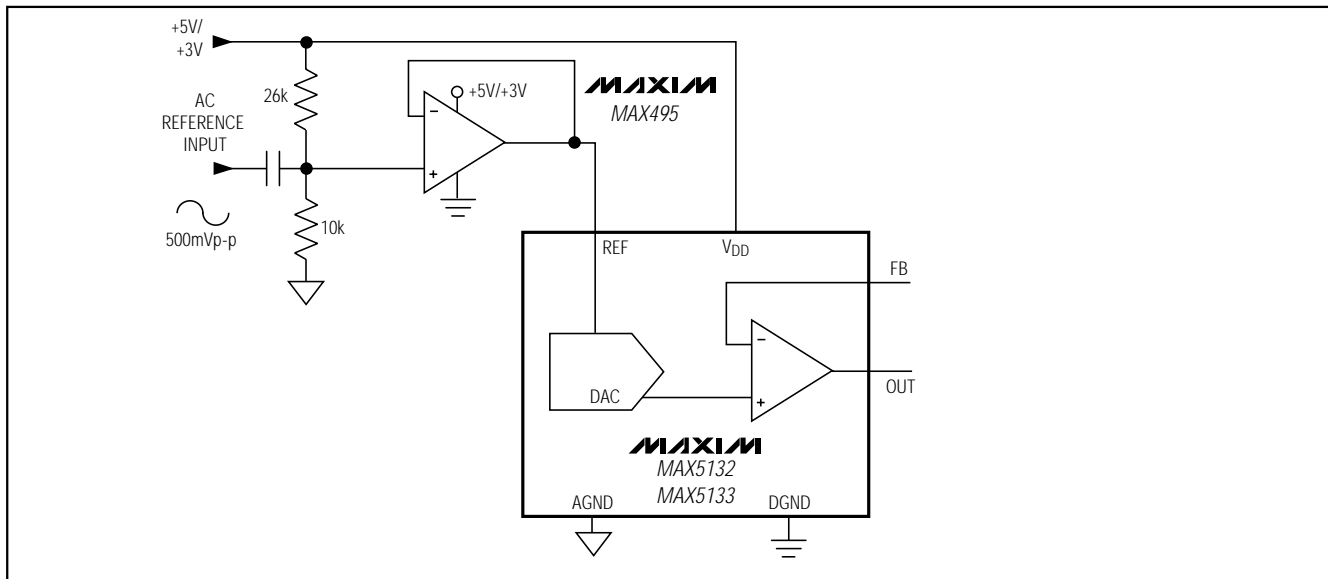 +5V/
+3V
26k
+5V/+3V
MAXIM
MAX495
AC
REFERENCE
INPUT
−
+
500mVp-p
10k
REF
VDD
FB
−
+
DAC
OUT
MAXIM
MAX5132
MAX5133
AGND
DGND